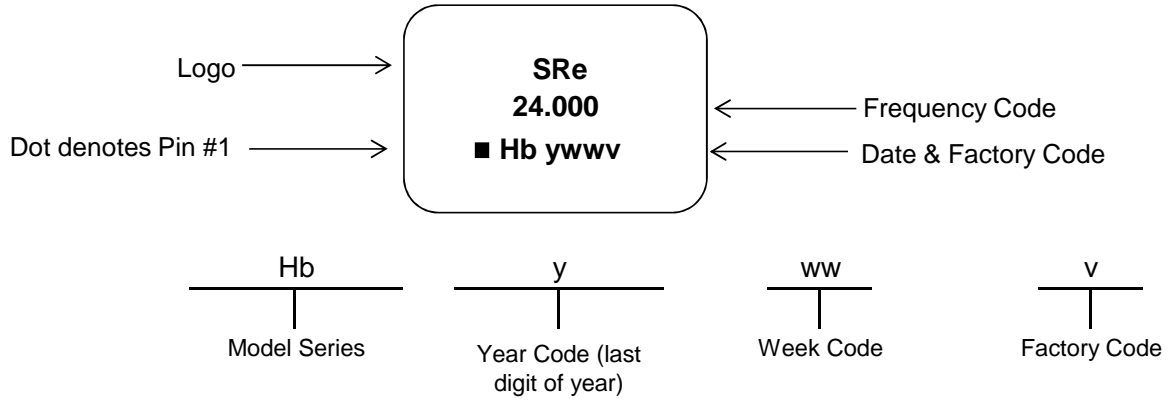 Logo
SRe
24.000
Frequency Code
Dot denotes Pin #1
■ Hb ywwv
Date & Factory Code
Hb
y
ww
v
Model Series
Year Code (last
digit of year)
Week Code
Factory Code